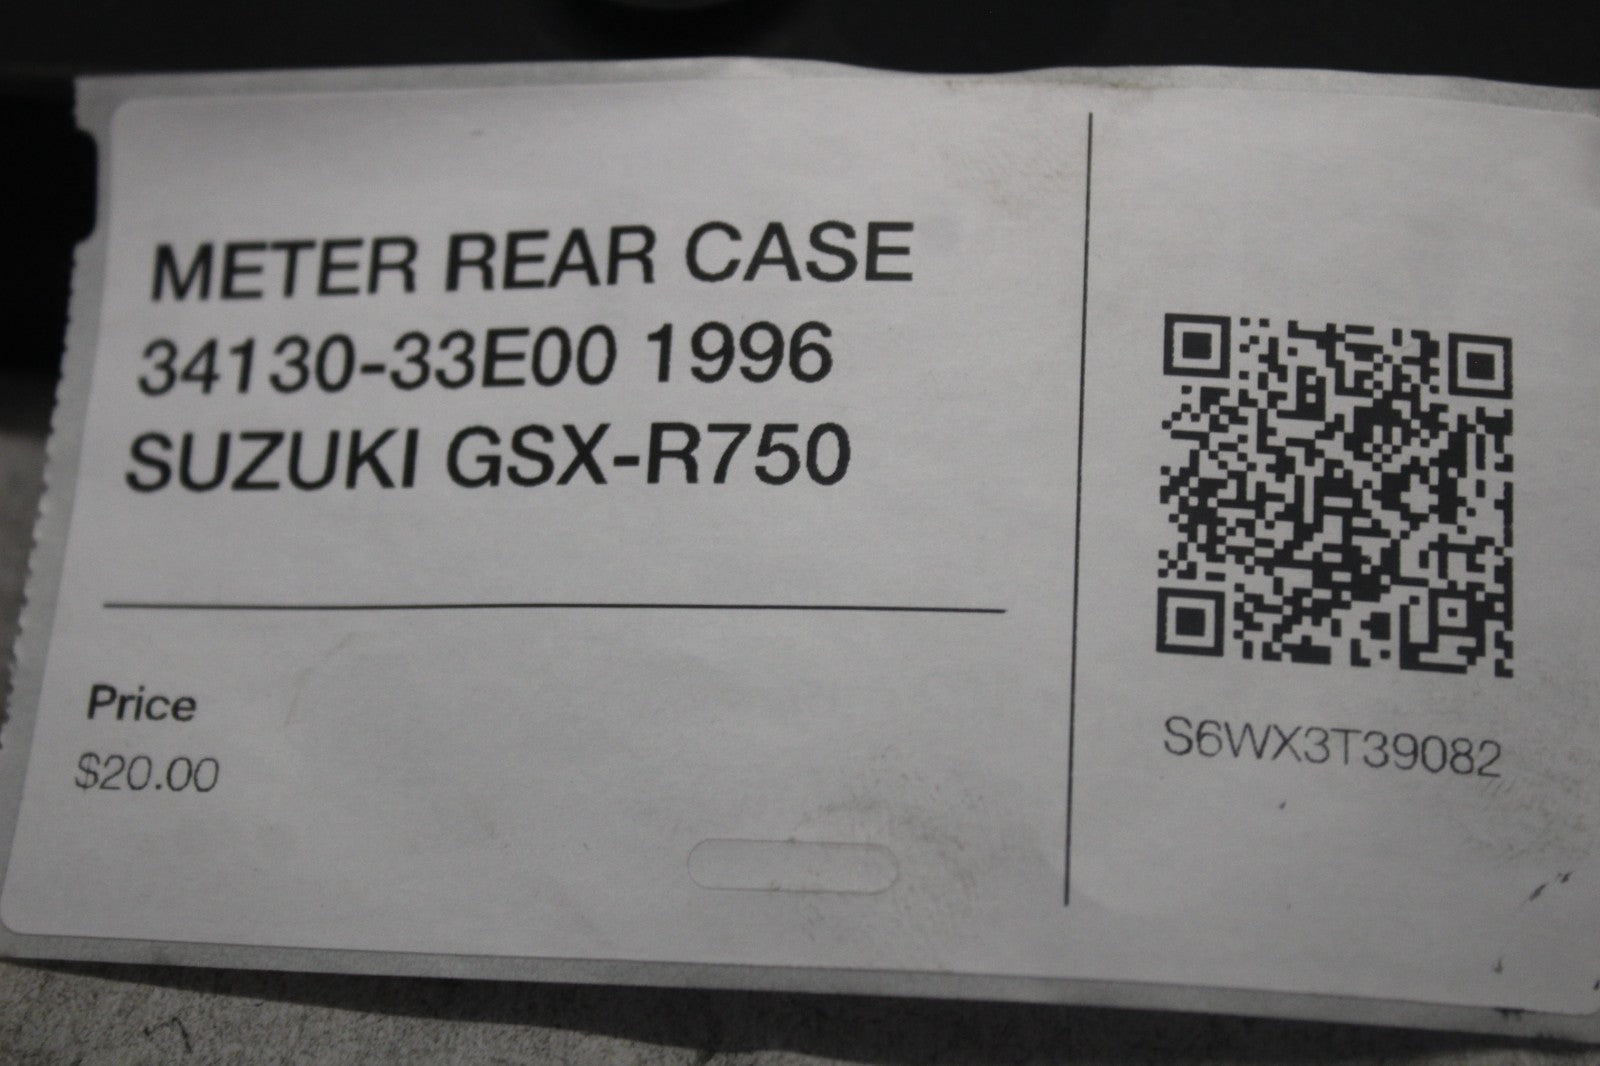 METER REAR CASE
34130-33E00 1996
SUZUKI GSX-R750
Price
$20.00
S6WX3T39082